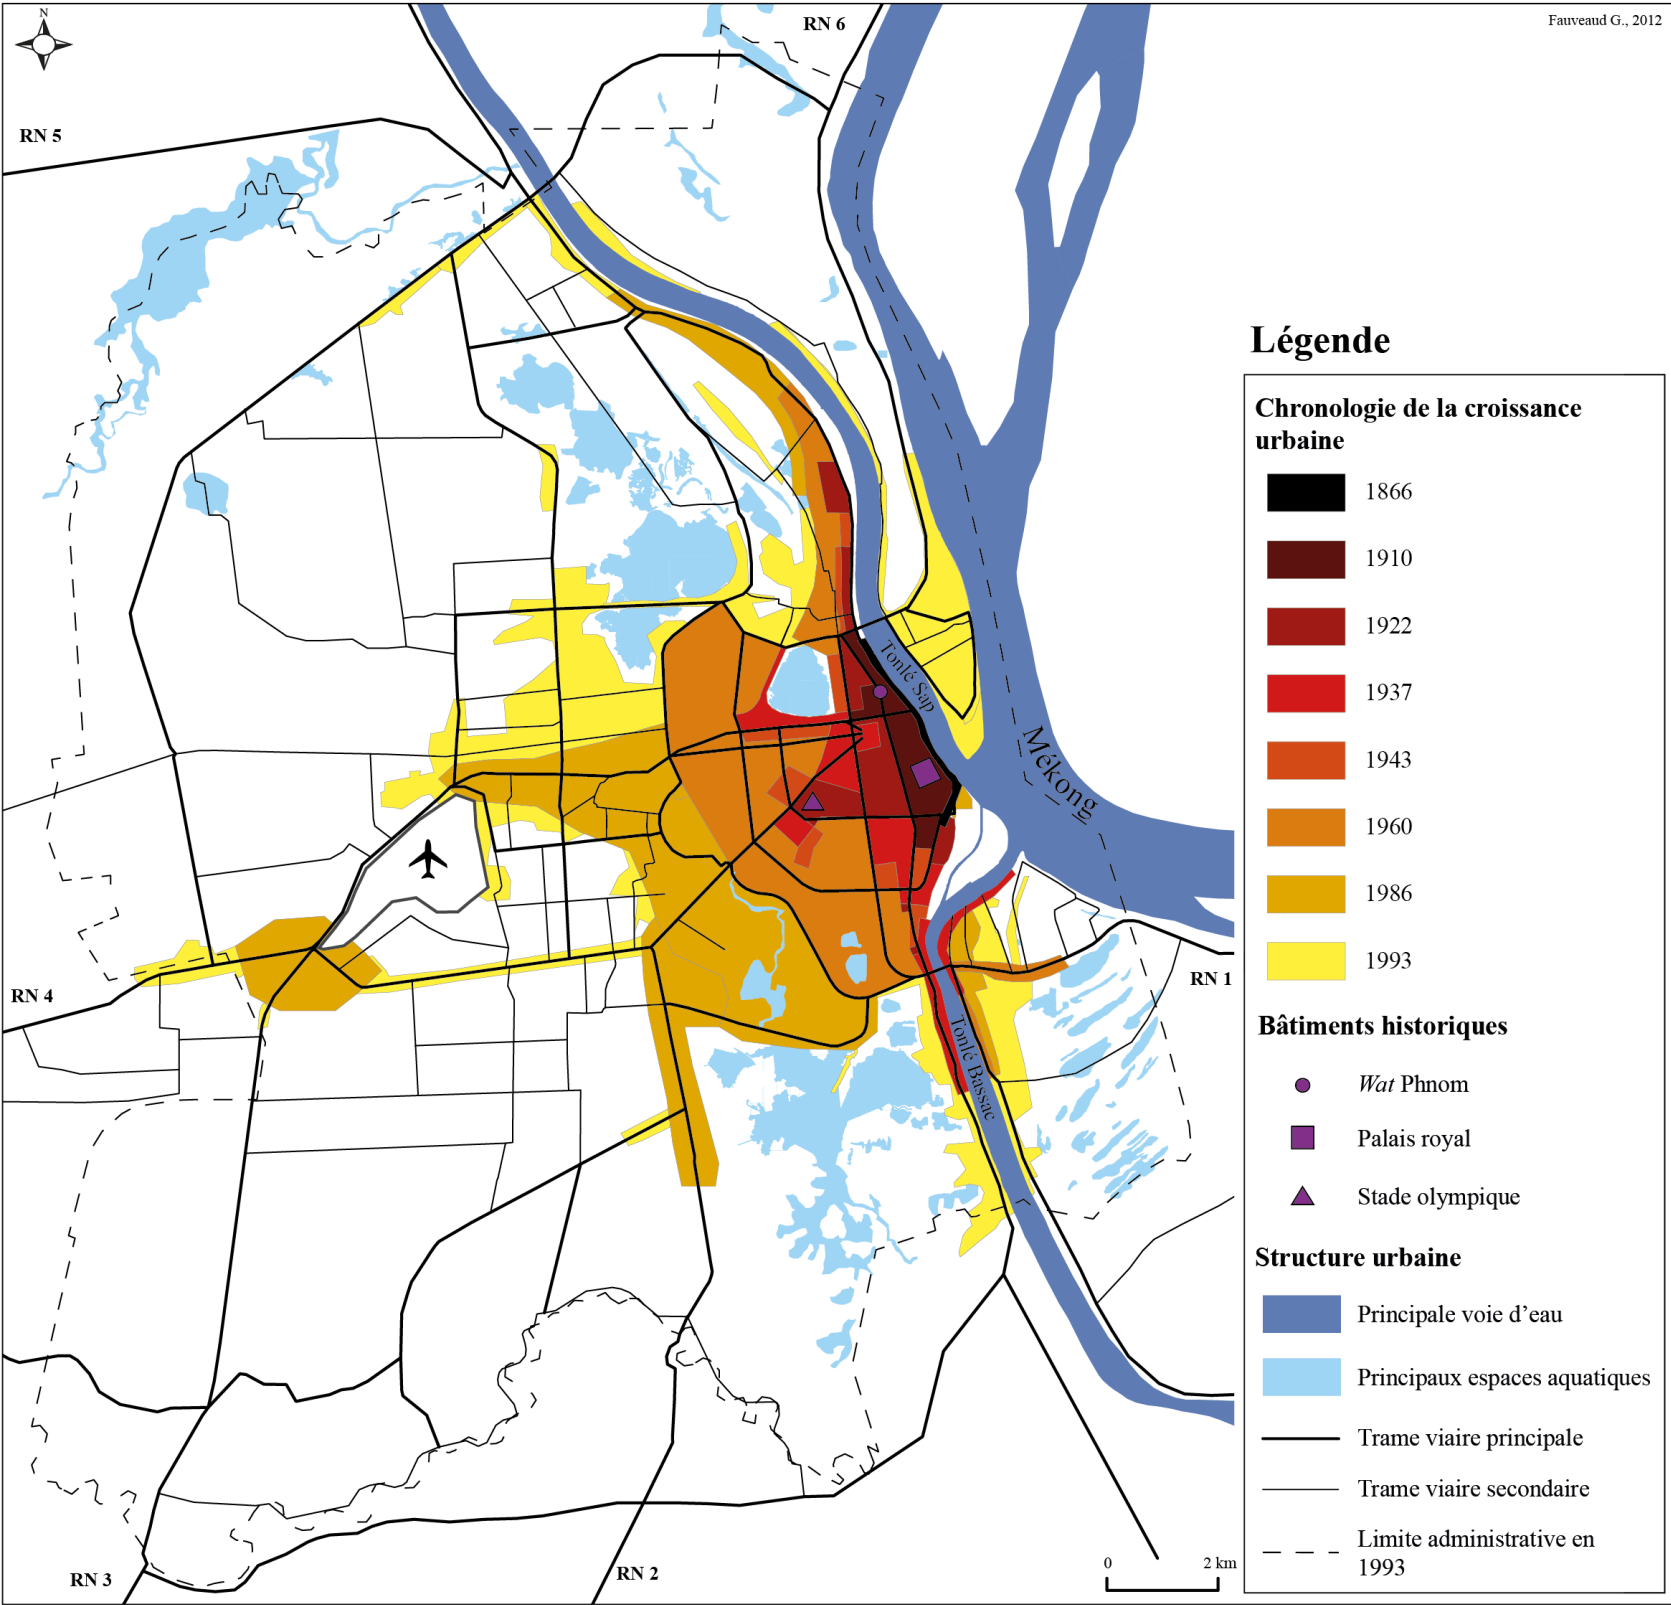 N
RN 6
Fauveaud G., 2012
RN 5
Tonlé Sap
Mékong
RN 4
RN 1
Tonlé Bassac
RN 3
RN 2
0 2 km
Légende
Chronologie de la croissance
urbaine
1866
1910
1922
1937
1943
1960
1986
1993
Bâtiments historiques
Wat Phnom
Palais royal
Stade olympique
Structure urbaine
Principale voie d’eau
Principaux espaces aquatiques
Trame viaire principale
Trame viaire secondaire
Limite administrative en
1993